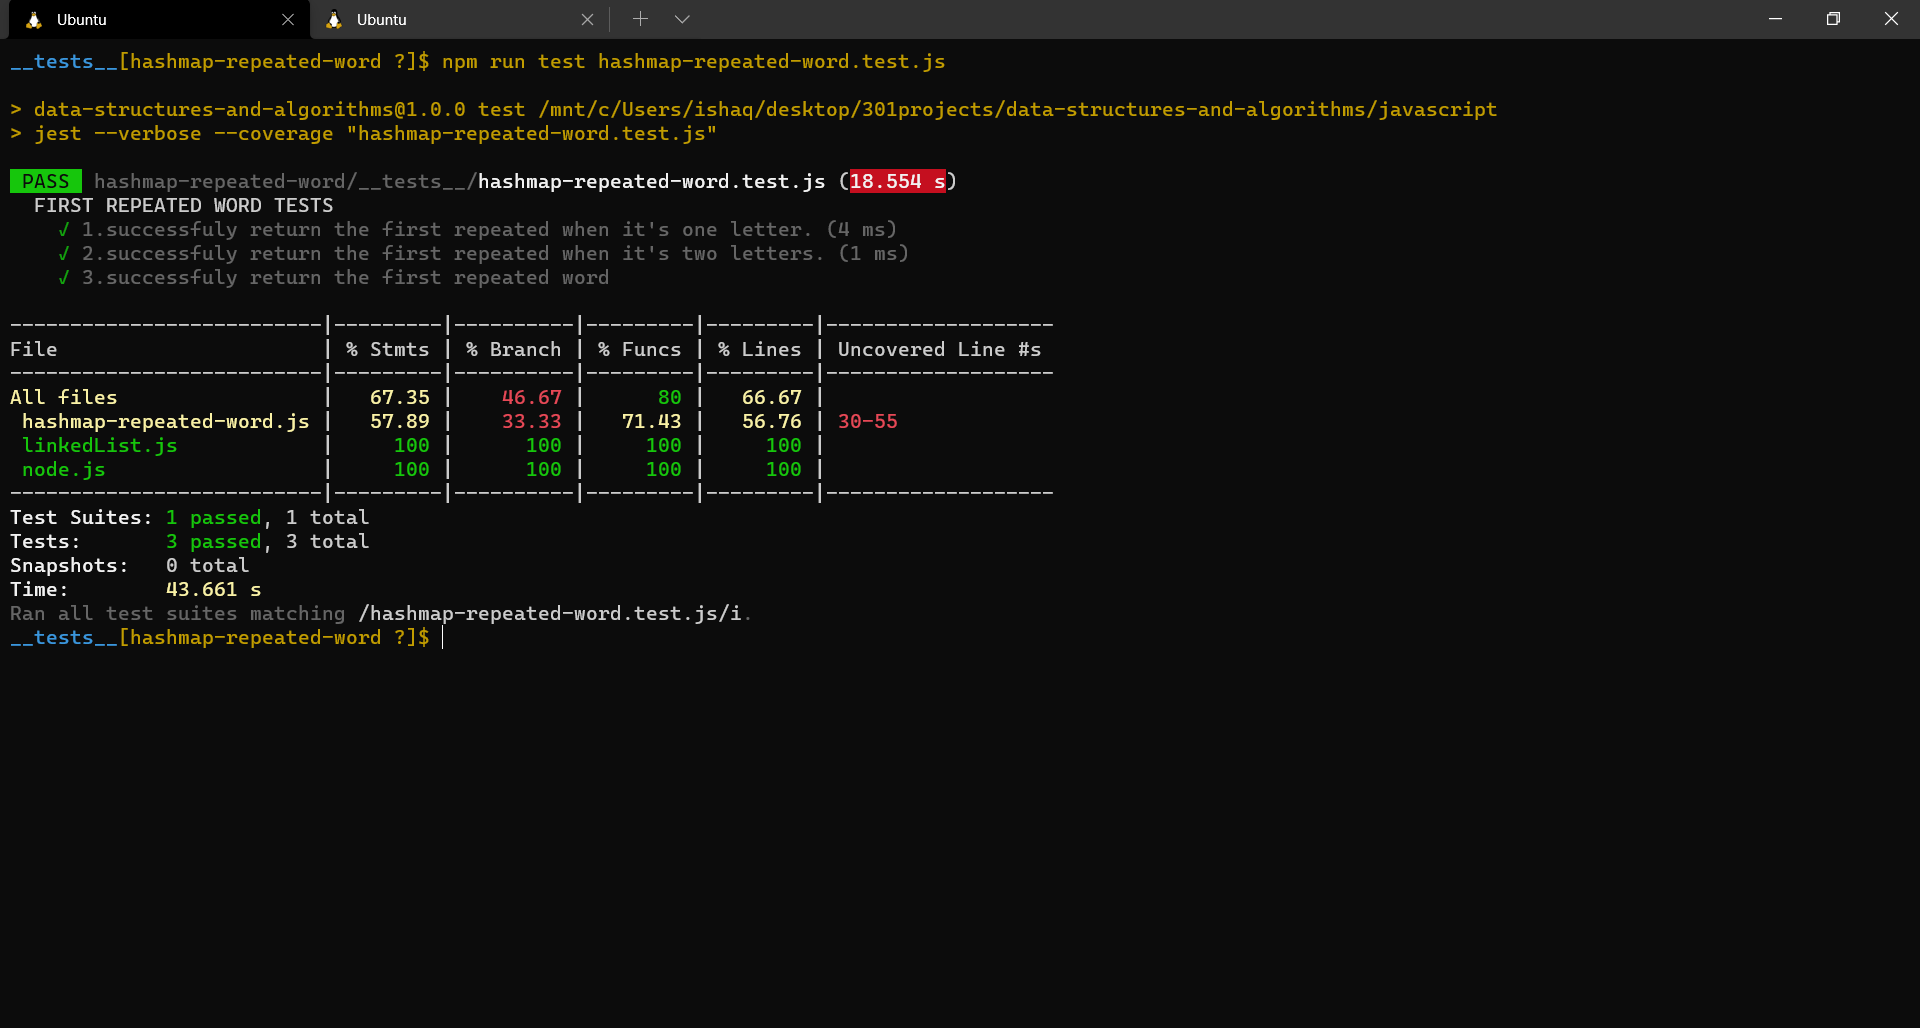 Ubuntu Ubuntu
__tests__[hashmap-repeated-word ?]$ npm run test hashmap-repeated-word.test.js
> data-structures-and-algorithms@1.0.0 test /mnt/c/Users/ishaq/desktop/301projects/data-structures-and-algorithms/javascript
> jest --verbose --coverage "hashmap-repeated-word.test.js"
PASS hashmap-repeated-word/__tests__/hashmap-repeated-word.test.js (18.554 s)
FIRST REPEATED WORD TESTS
√ 1.successfuly return the first repeated when it's one letter. (4 ms)
√ 2.successfuly return the first repeated when it's two letters. (1 ms)
√ 3.successfuly return the first repeated word
--------------------------|---------|----------|---------|---------|-------------------
File                      | % Stmts | % Branch | % Funcs | % Lines | Uncovered Line #s
--------------------------|---------|----------|---------|---------|-------------------
All files                 |   67.35 |    46.67 |      80 |   66.67 |
 hashmap-repeated-word.js |   57.89 |    33.33 |   71.43 |   56.76 | 30-55
 linkedList.js            |     100 |      100 |     100 |     100 |
 node.js                  |     100 |      100 |     100 |     100 |
--------------------------|---------|----------|---------|---------|-------------------
Test Suites: 1 passed, 1 total
Tests:       3 passed, 3 total
Snapshots:   0 total
Time:        43.661 s
Ran all test suites matching /hashmap-repeated-word.test.js/i.
__tests__[hashmap-repeated-word ?]$